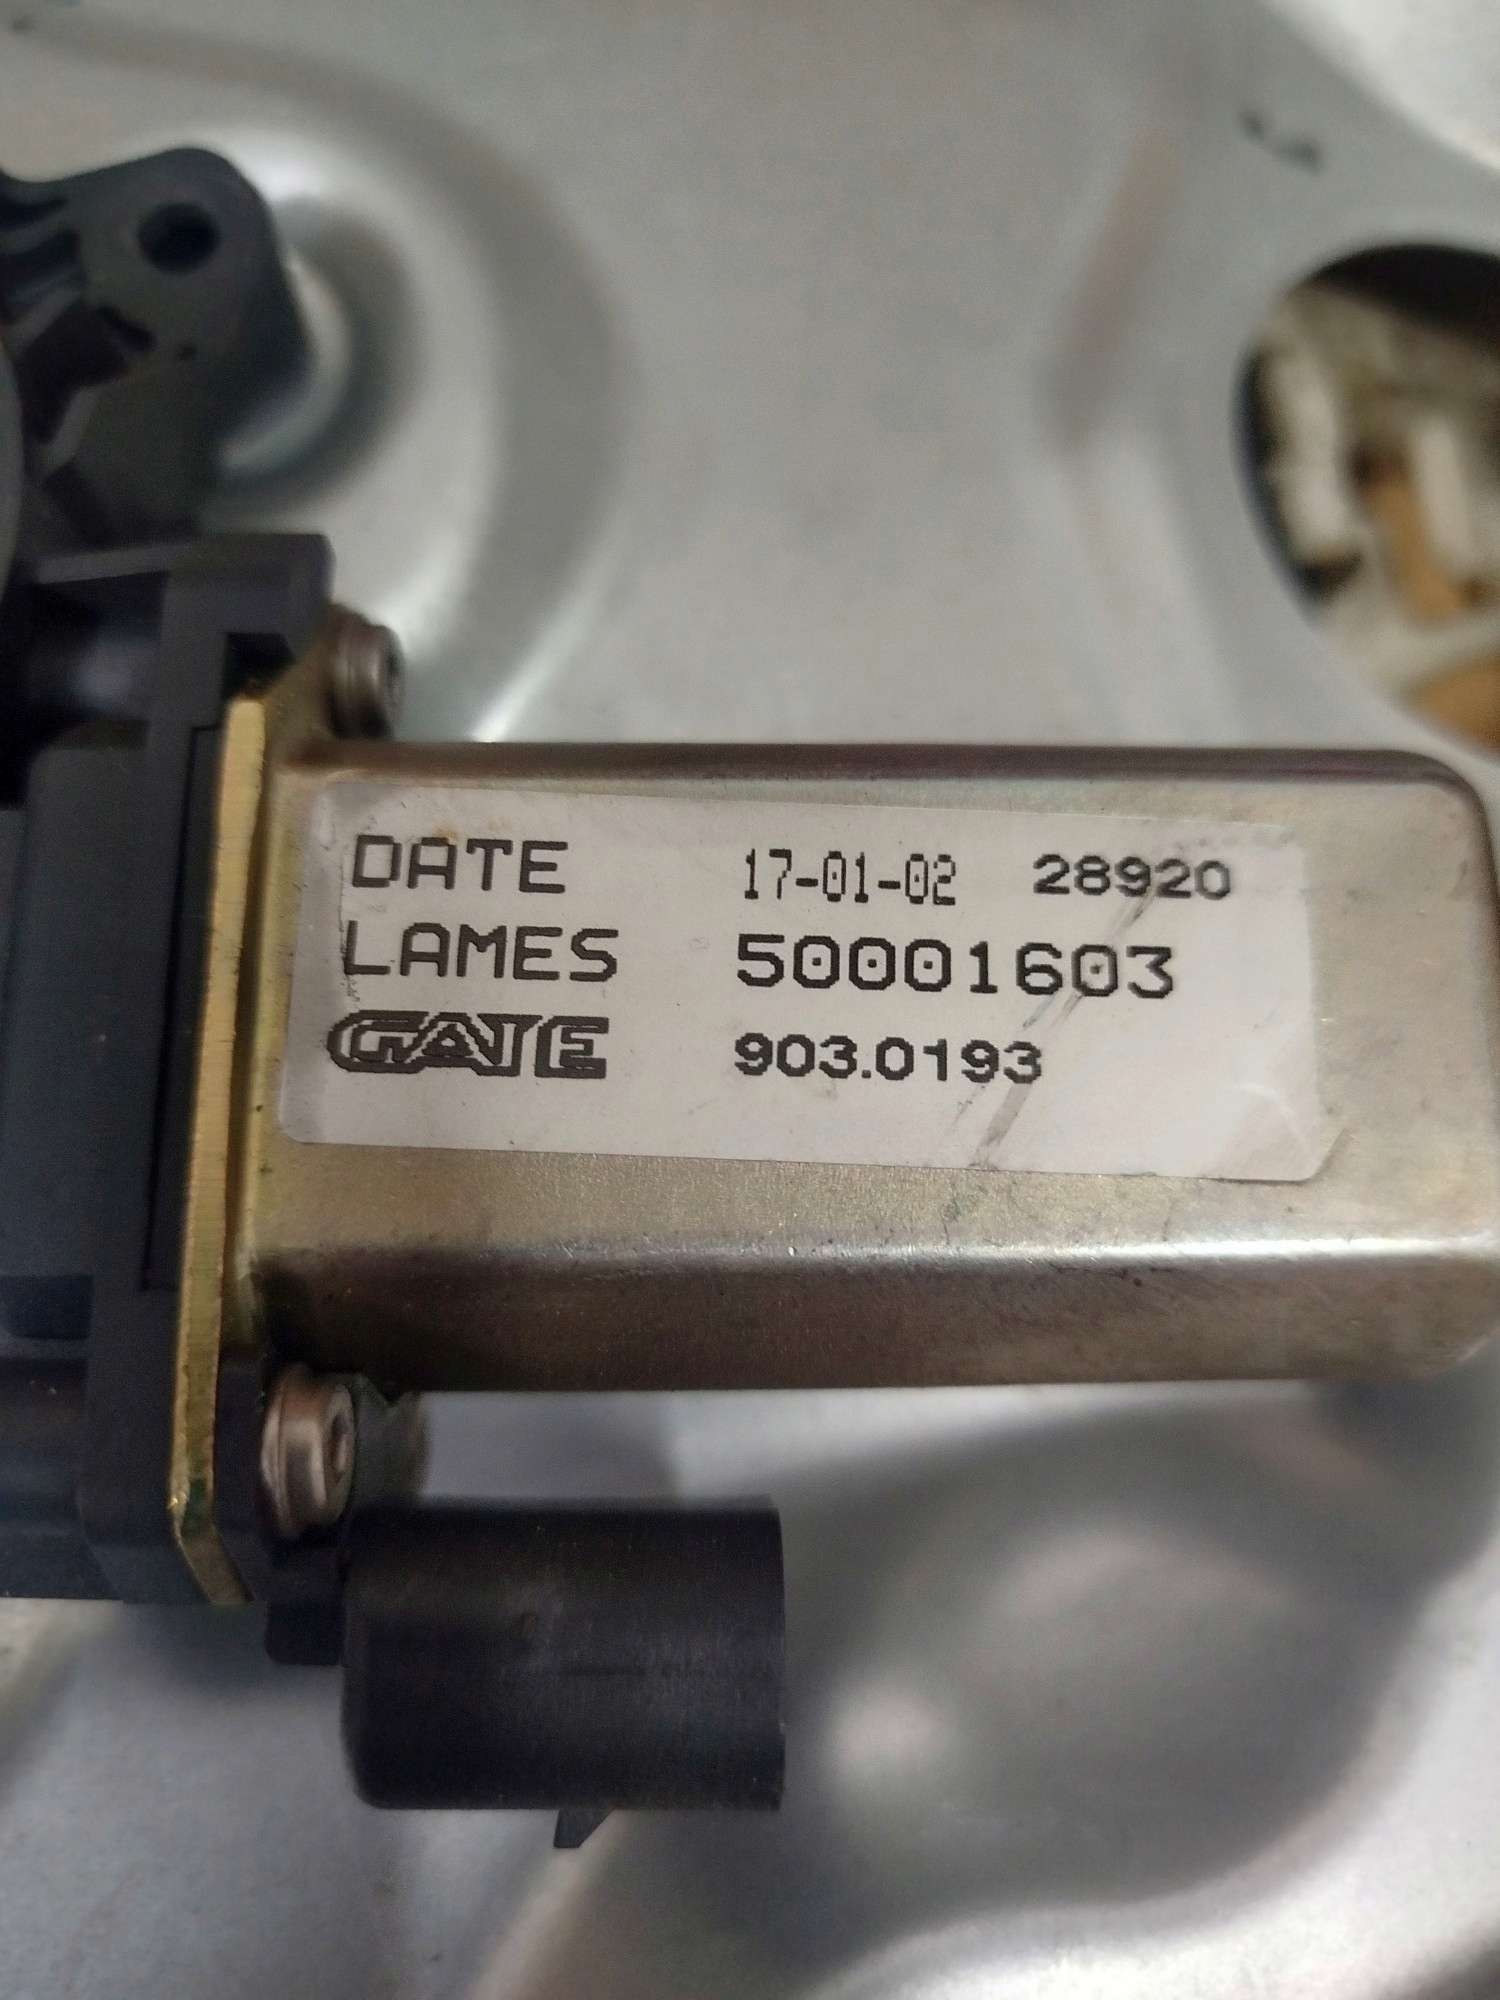 DATE 17-01-02 28920
LAMES 50001603
GATE 903.0193